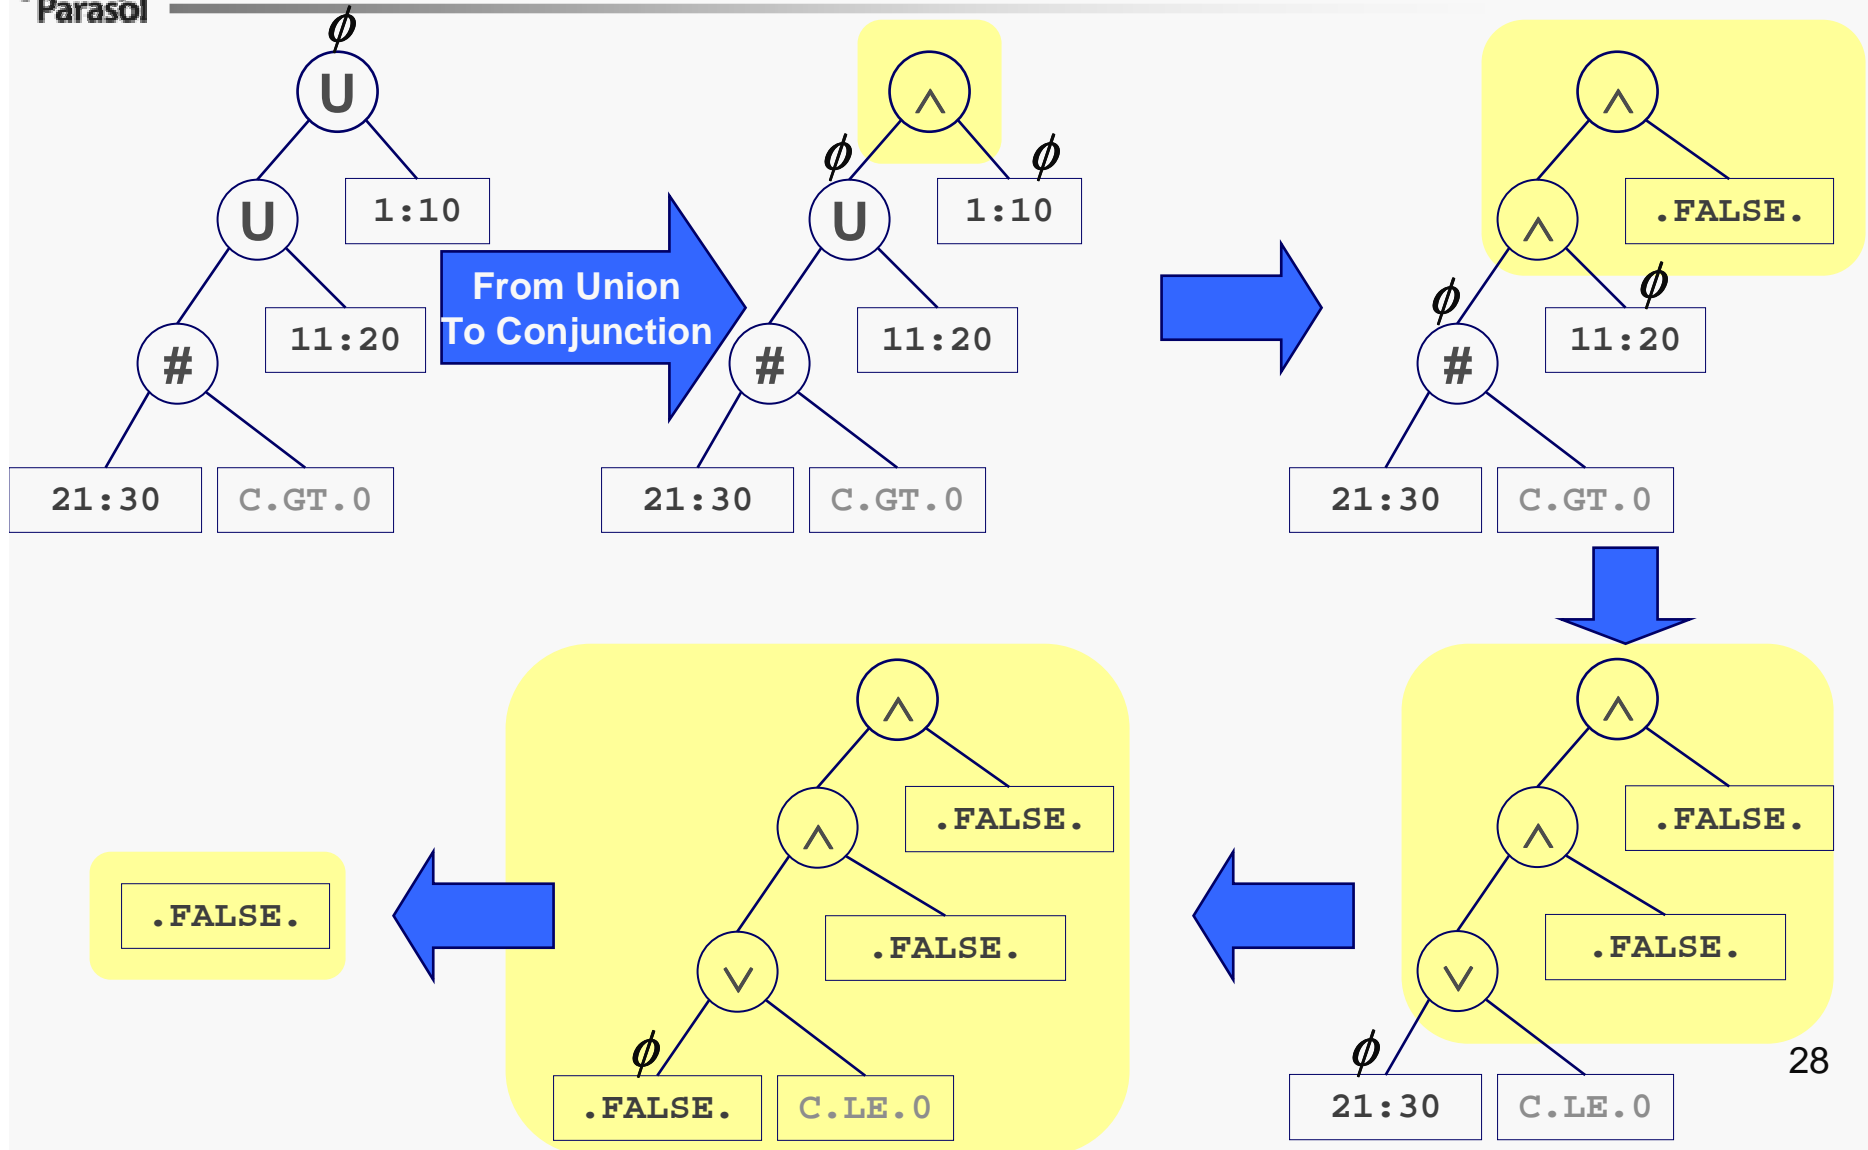 Parasol
ϕ
U
U
1:10
#
11:20
21:30 C.GT.0
From Union
To Conjunction
∧
ϕ ϕ
U
1:10
#
11:20
21:30 C.GT.0
∧
∧
.FALSE.
ϕ ϕ
#
11:20
21:30 C.GT.0
∧
∧
.FALSE.
∨
.FALSE.
ϕ
21:30 C.LE.0
∧
∧
.FALSE.
∨
.FALSE.
ϕ
.FALSE. C.LE.0
.FALSE.
28